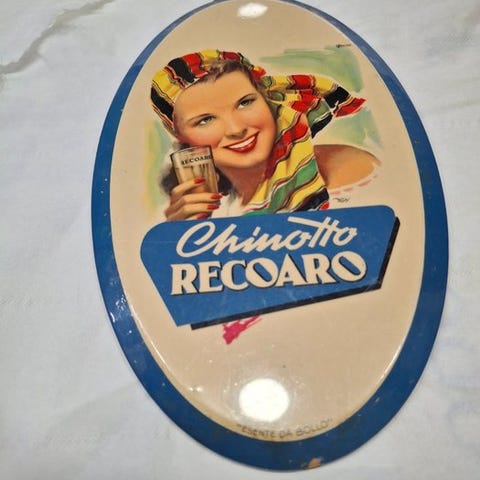 RECOARO
Chinotto
RECOARO
"ESENTE DA BOLLO"